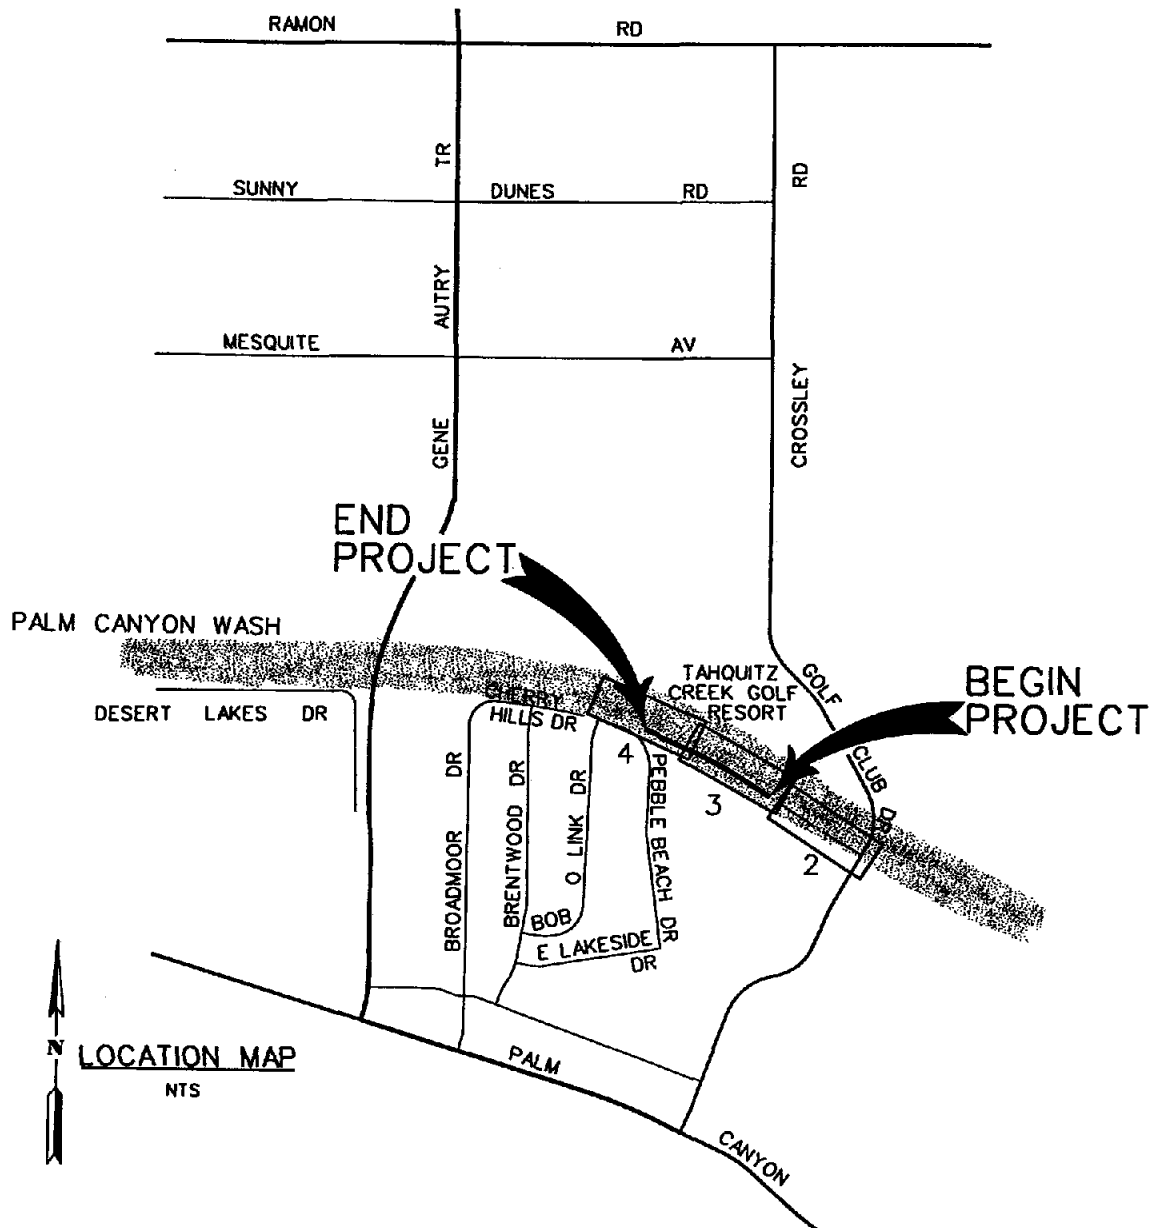 RAMON RD
TR
RD
SUNNY DUNES RD
AUTRY
MESQUITE AV
CROSSLEY
GENE
END
PROJECT
PALM CANYON WASH
TAHQUITZ
CREEK GOLF
RESORT
GOLF
BEGIN
PROJECT
CHERRY
HILLS DR
DESERT LAKES DR
4
CLUB DR
3
2
BROADMOOR DR
BRENTWOOD DR
BOB
O LINK DR
PEBBLE BEACH DR
E LAKESIDE
DR
N
LOCATION MAP
NTS
PALM
CANYON